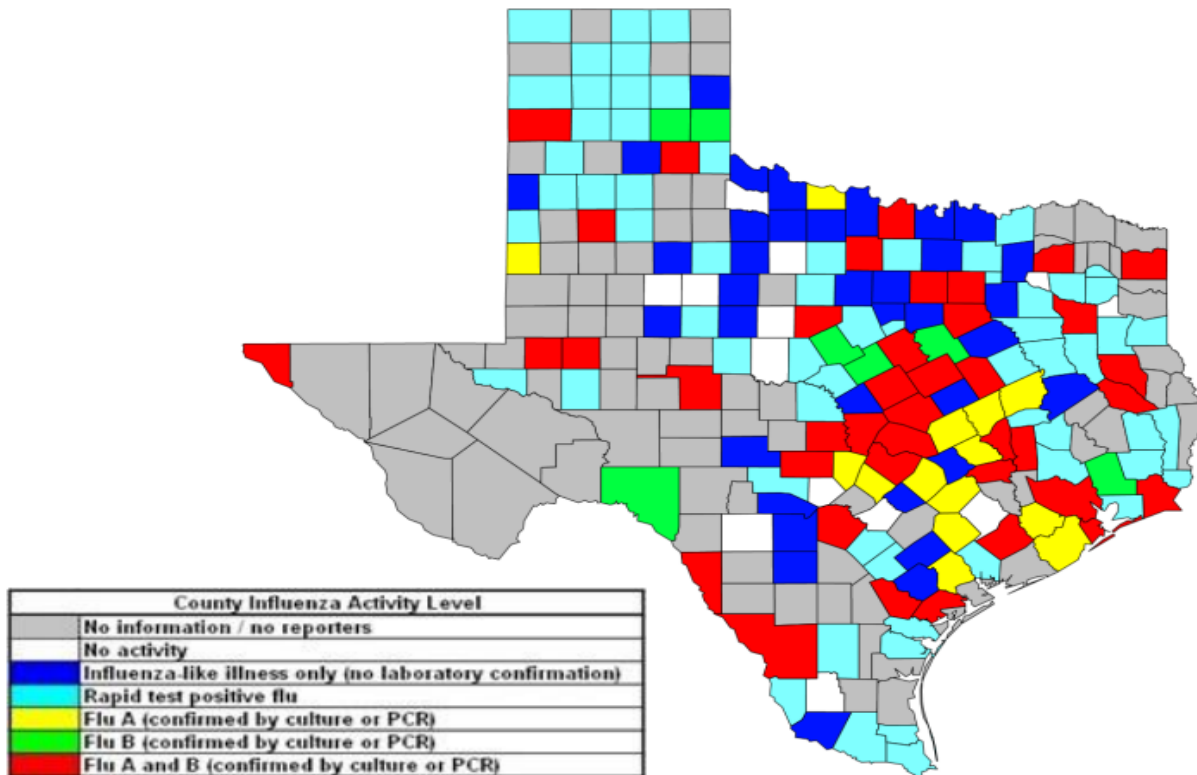 County Influenza Activity Level
No information / no reporters
No activity
Influenza-like illness only (no laboratory confirmation)
Rapid test positive flu
Flu A (confirmed by culture or PCR)
Flu B (confirmed by culture or PCR)
Flu A and B (confirmed by culture or PCR)